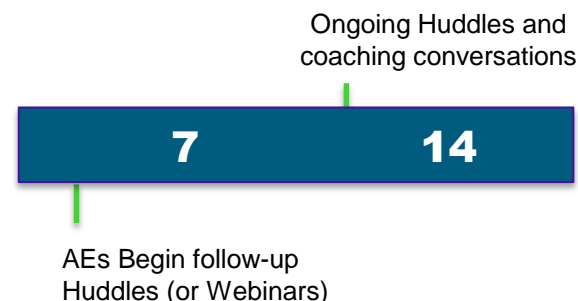 Ongoing Huddles and
coaching conversations
7 14
AEs Begin follow-up
Huddles (or Webinars)